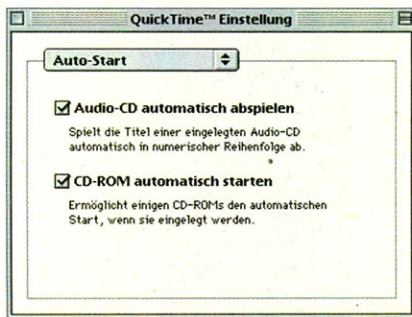 QuickTime™ Einstellung
Auto-Start
Audio-CD automatisch abspielen
Spielt die Titel einer eingelegten Audio-CD
automatisch in numerischer Reihenfolge ab.
CD-ROM automatisch starten
Ermöglicht einigen CD-ROMs den automatischen
Start, wenn sie eingelegt werden.